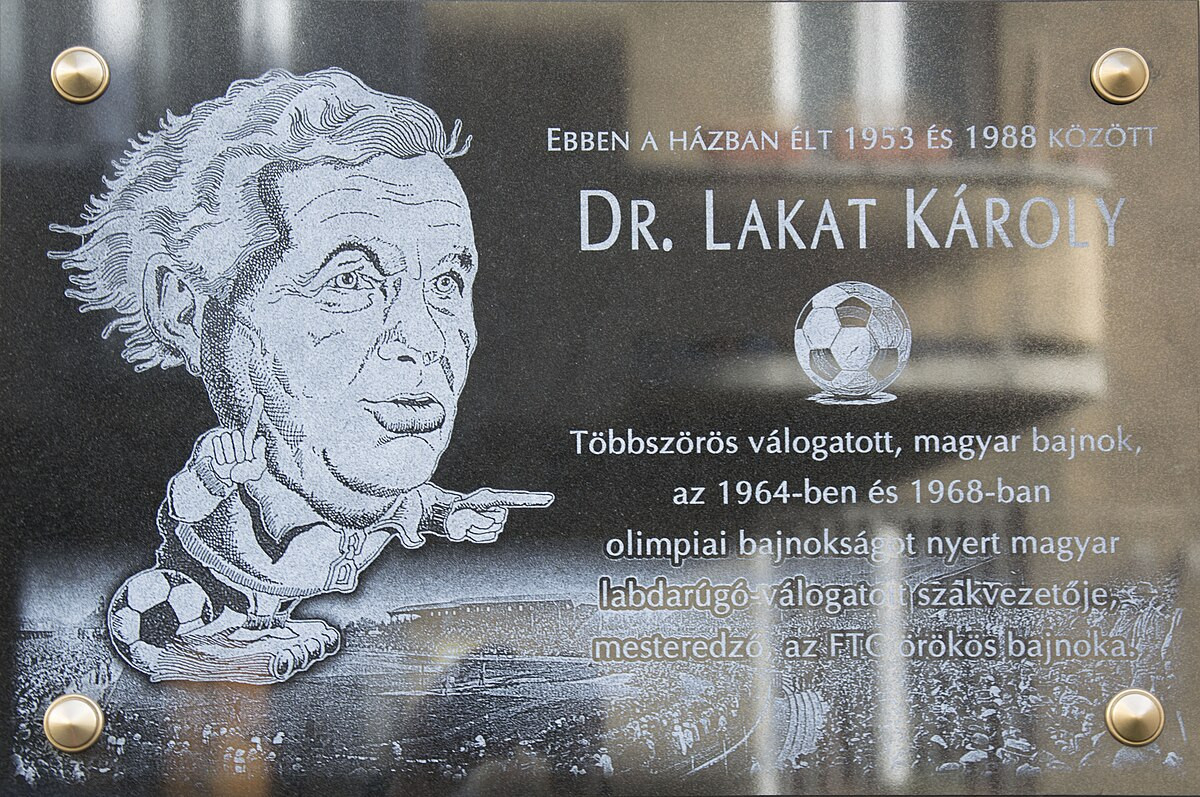 EBBEN A HÁZBAN ÉLT 1953 ÉS 1988 KÖZÖTT
DR. LAKAT KÁROLY
Többszörös válogatott, magyar bajnok,
az 1964-ben és 1968-ban
olimpiai bajnokságot nyert magyar
labdarúgó-válogatott szakvezetője,
mesteredző, az FTC örökös bajnoka.